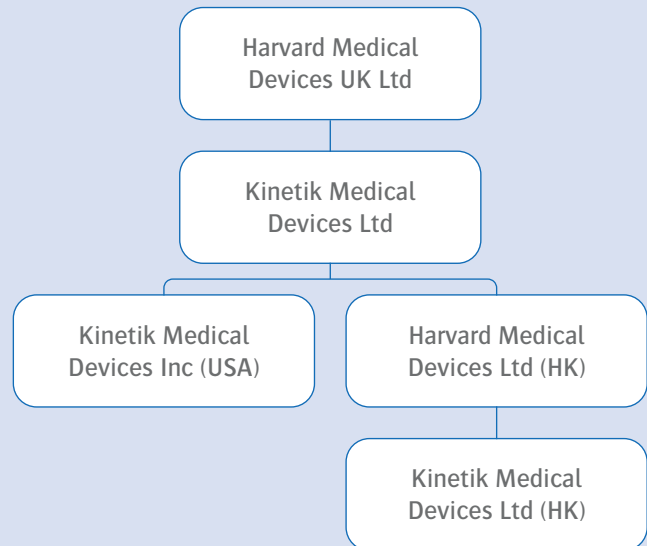 Harvard Medical
Devices UK Ltd
Kinetik Medical
Devices Ltd
Kinetik Medical
Devices Inc (USA)
Harvard Medical
Devices Ltd (HK)
Kinetik Medical
Devices Ltd (HK)